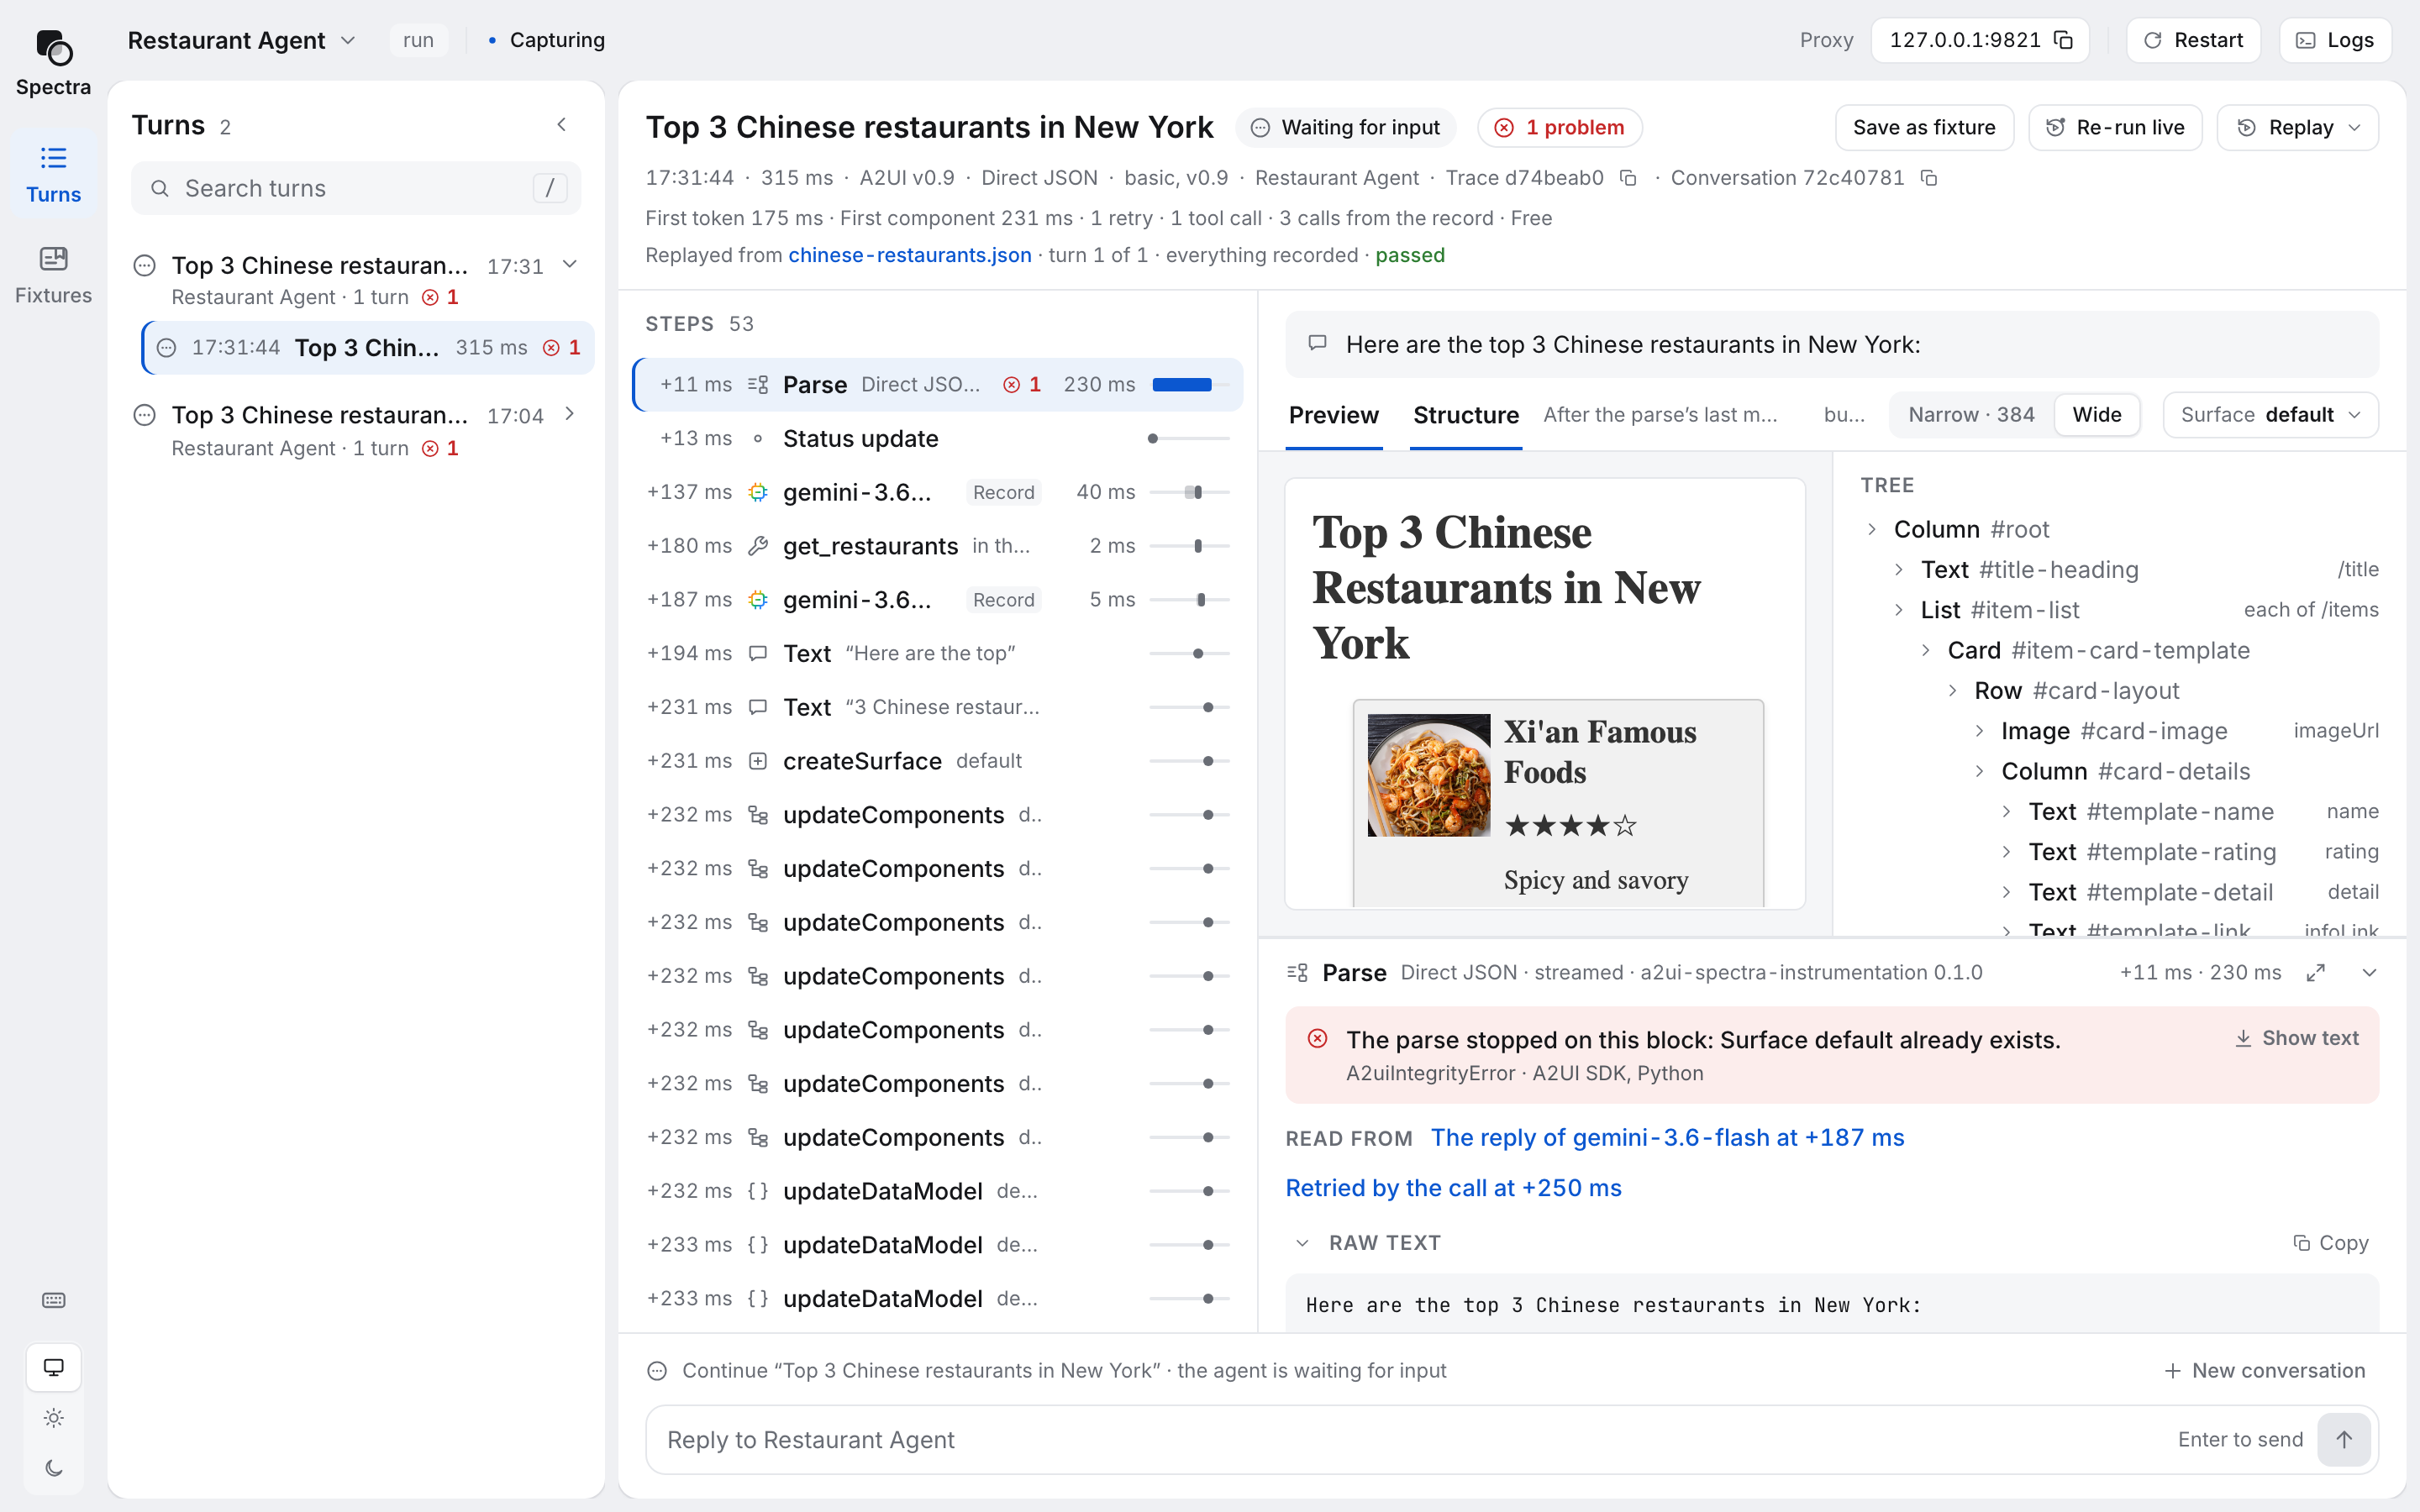 Spectra
Turns
Fixtures
Restaurant Agent
run
Capturing
Proxy
127.0.0.1:9821
Restart
Logs
Turns 2
Search turns /
Top 3 Chinese restauran... 17:31
Restaurant Agent · 1 turn 1
17:31:44 Top 3 Chin... 315 ms 1
Top 3 Chinese restauran... 17:04
Restaurant Agent · 1 turn 1
Top 3 Chinese restaurants in New York
Waiting for input
1 problem
Save as fixture
Re-run live
Replay
17:31:44 · 315 ms · A2UI v0.9 · Direct JSON · basic, v0.9 · Restaurant Agent · Trace d74beab0 · Conversation 72c40781
First token 175 ms · First component 231 ms · 1 retry · 1 tool call · 3 calls from the record · Free
Replayed from chinese-restaurants.json · turn 1 of 1 · everything recorded · passed
STEPS 53
+11 ms Parse Direct JSO... 1 230 ms
+13 ms Status update
+137 ms gemini-3.6... Record 40 ms
+180 ms get_restaurants in th... 2 ms
+187 ms gemini-3.6... Record 5 ms
+194 ms Text “Here are the top”
+231 ms Text “3 Chinese restaur...
+231 ms createSurface default
+232 ms updateComponents d..
+232 ms updateComponents d..
+232 ms updateComponents d..
+232 ms updateComponents d..
+232 ms updateComponents d..
+232 ms updateComponents d..
+232 ms updateComponents d..
+232 ms {} updateDataModel de...
+233 ms {} updateDataModel de...
+233 ms {} updateDataModel de...
Here are the top 3 Chinese restaurants in New York:
Preview
Structure
After the parse’s last m...
bu...
Narrow · 384
Wide
Surface default
Top 3 Chinese
Restaurants in New
York
Xi'an Famous
Foods
★★★★☆
Spicy and savory
TREE
Column #root
Text #title-heading /title
List #item-list each of /items
Card #item-card-template
Row #card-layout
Image #card-image imageUrl
Column #card-details
Text #template-name name
Text #template-rating rating
Text #template-detail detail
Text #template-link infoLink
Parse Direct JSON · streamed · a2ui-spectra-instrumentation 0.1.0 +11 ms · 230 ms
The parse stopped on this block: Surface default already exists.
Show text
A2uiIntegrityError · A2UI SDK, Python
READ FROM The reply of gemini-3.6-flash at +187 ms
Retried by the call at +250 ms
RAW TEXT
Copy
Here are the top 3 Chinese restaurants in New York:
Continue “Top 3 Chinese restaurants in New York” · the agent is waiting for input
New conversation
Reply to Restaurant Agent
Enter to send